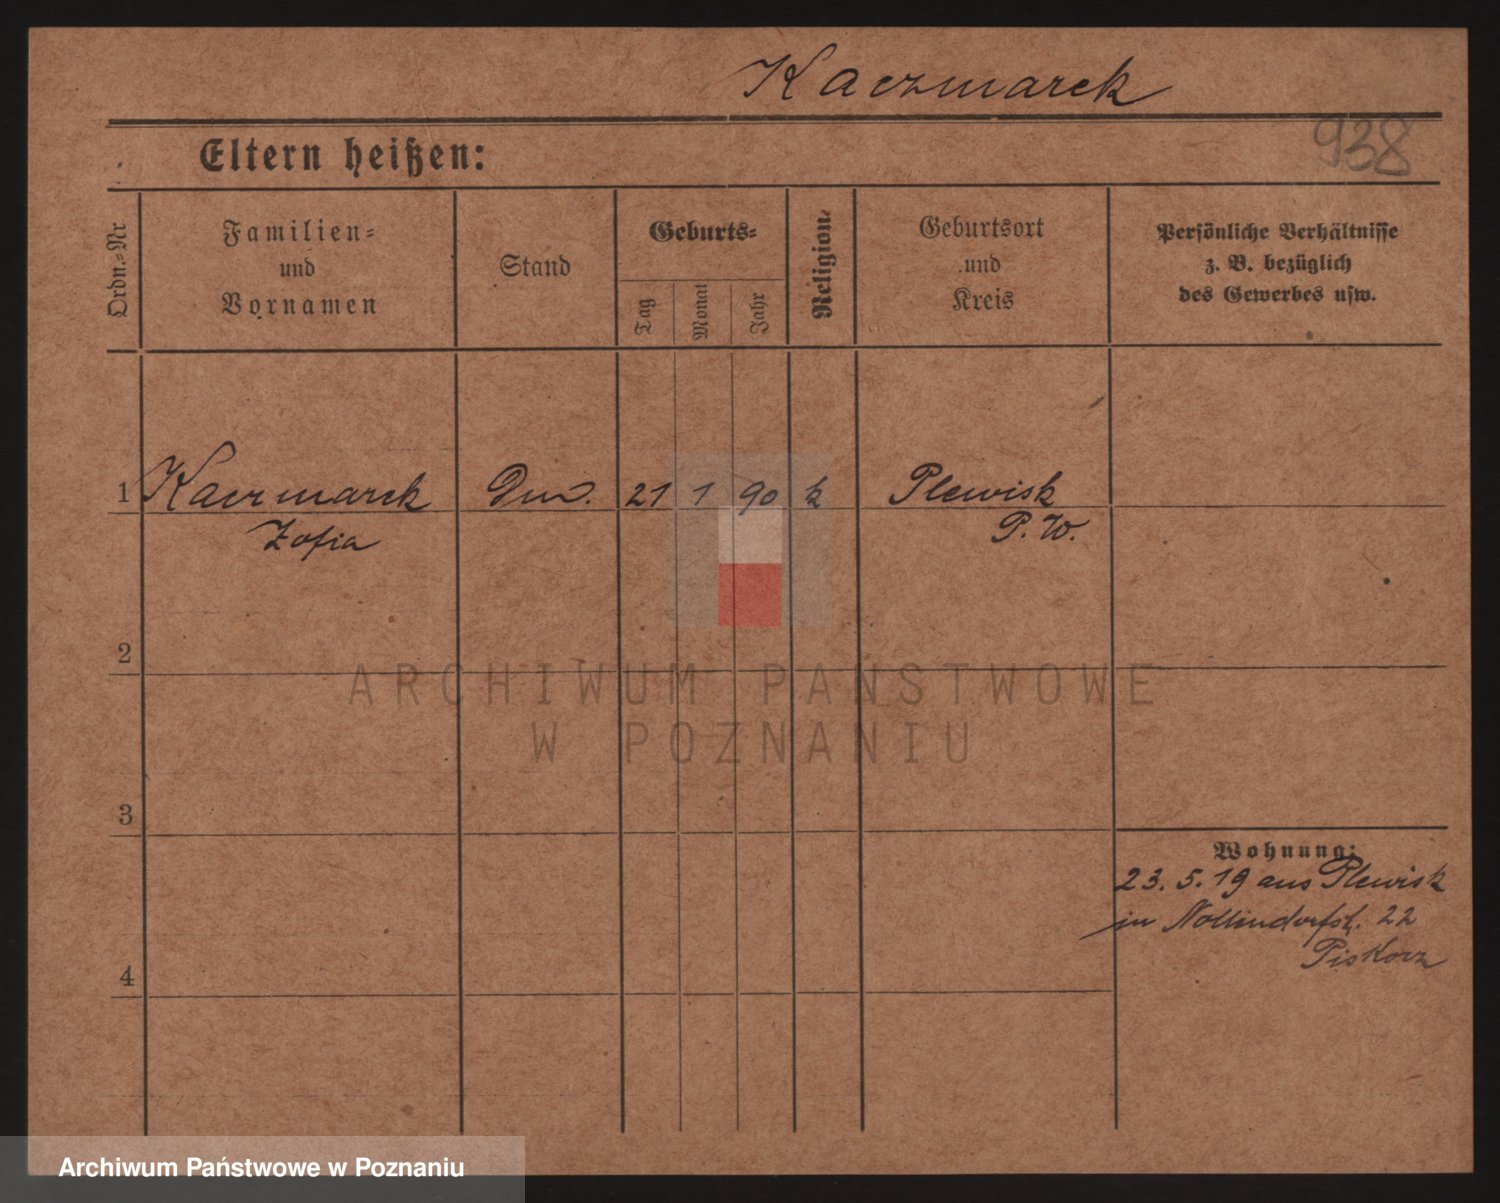 Kaczmarek
938
Eltern heißen:
Ordn.-Nr
Familien-
und
Vornamen
Stand
Geburts-
Tag
Monat
Jahr
Religion-
Geburtsort
und
Kreis
Persönliche Verhältnisse
z. B. bezüglich
des Gewerbes usw.
1 Kaczmarek 21 1 90 k Plewisk
Zofia P. W.
2
3
4
Wohnung:
23. 5. 19 aus Plewisk
in Nollendorfst. 22
Piskorz
ARCHIWUM PAŃSTWOWE
W POZNANIU
Archiwum Państwowe w Poznaniu